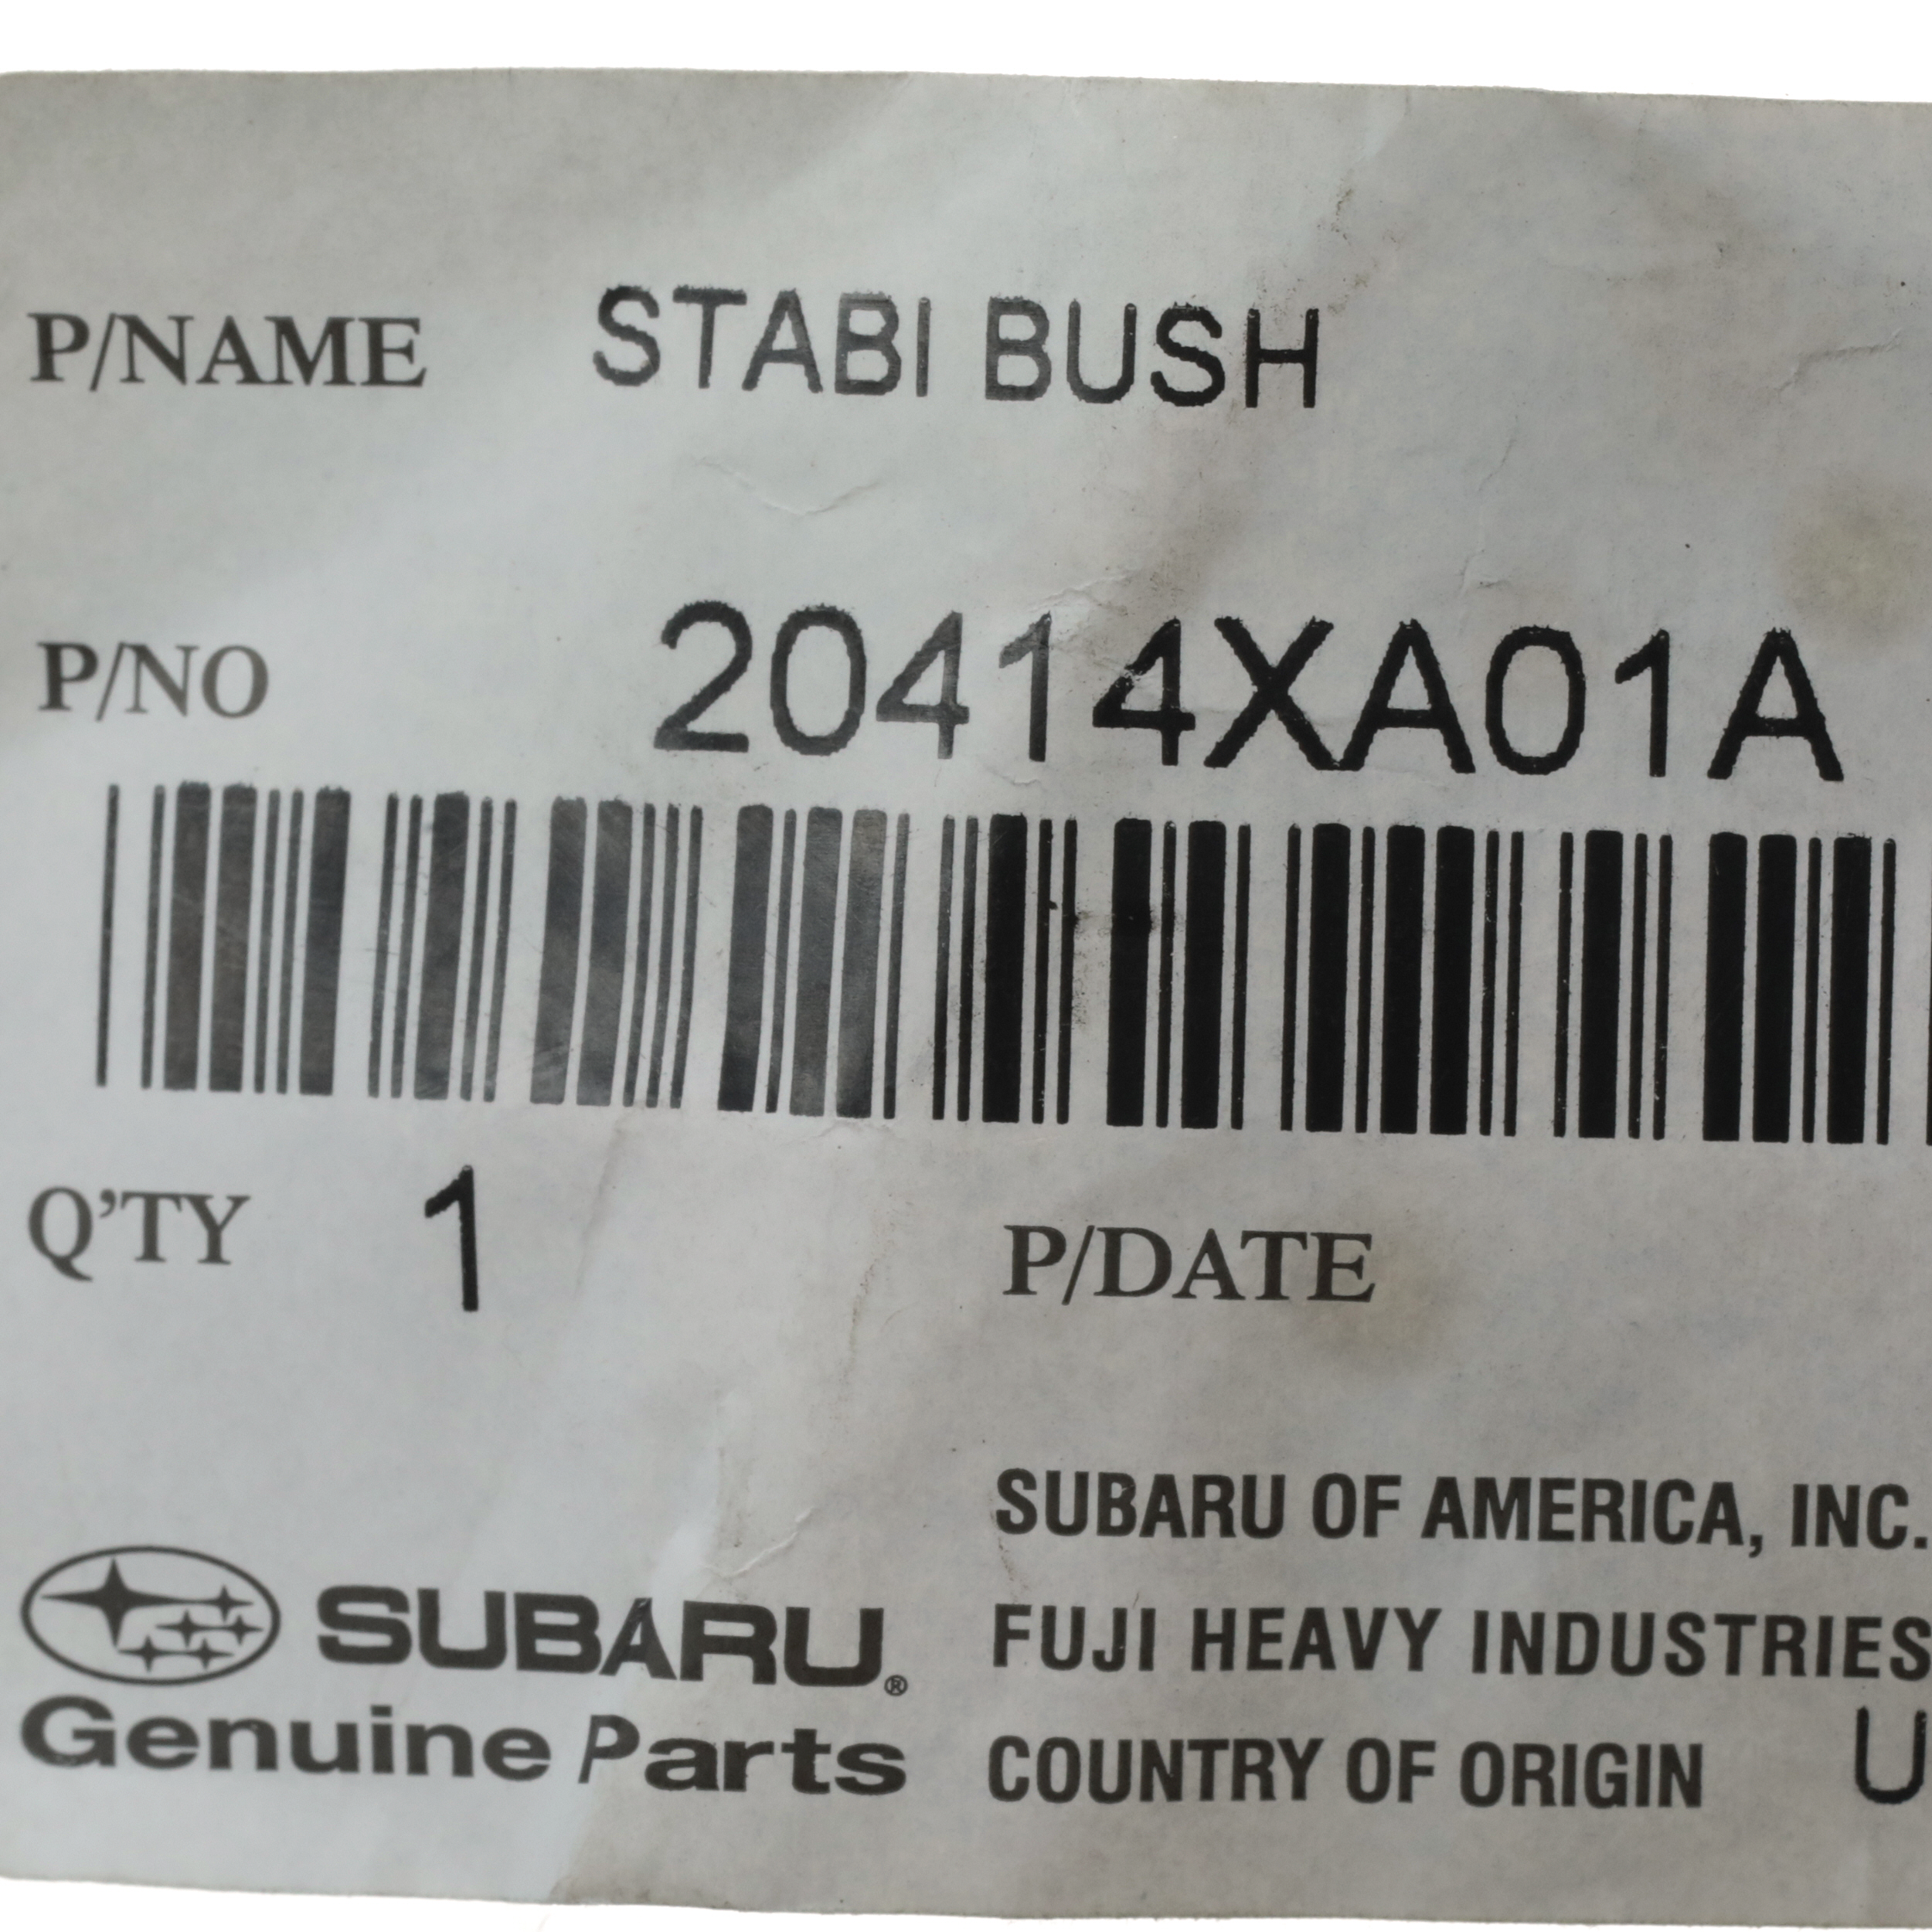 P/NAME STABI BUSH
P/NO 20414XA01A
Q'TY 1 P/DATE
SUBARU OF AMERICA, INC.
SUBARU® FUJI HEAVY INDUSTRIES
Genuine Parts COUNTRY OF ORIGIN U